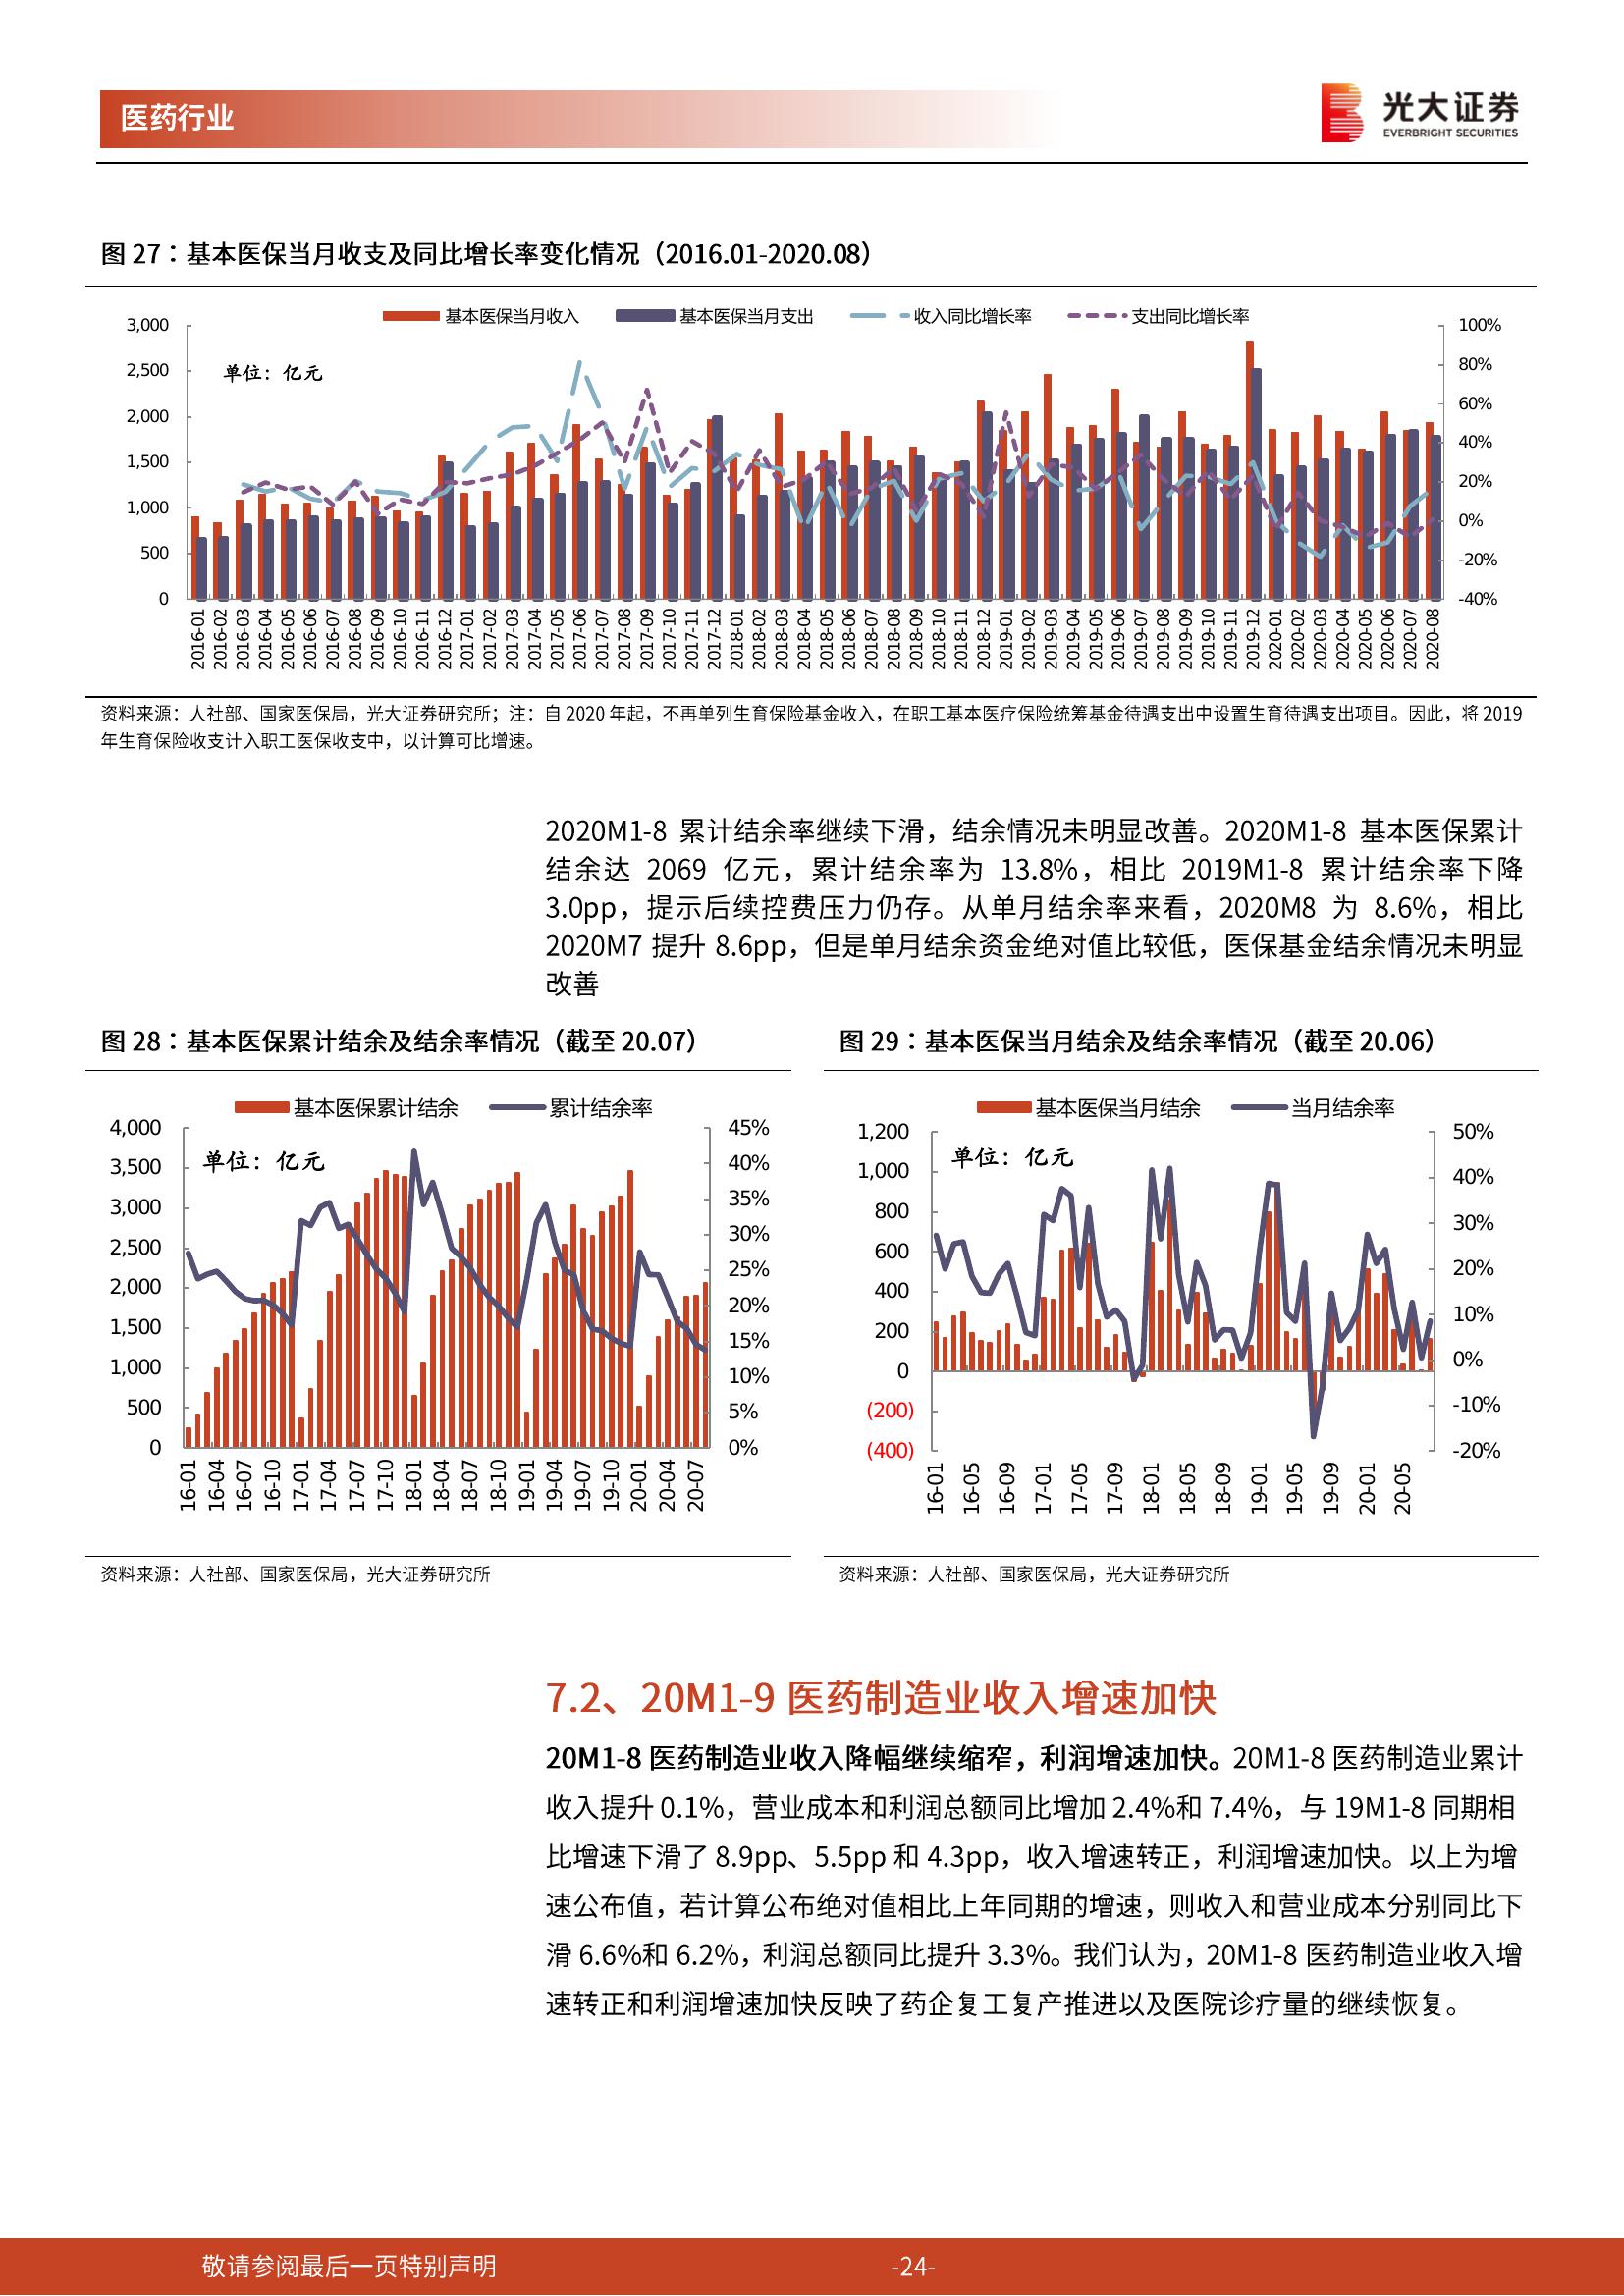 医药行业
光大证券
EVERBRIGHT SECURITIES
图 27：基本医保当月收支及同比增长率变化情况（2016.01-2020.08）
基本医保当月收入 基本医保当月支出 收入同比增长率 支出同比增长率
单位：亿元
3,000
2,500
2,000
1,500
1,000
500
0
100%
80%
60%
40%
20%
0%
-20%
-40%
2016-01 2016-02 2016-03 2016-04 2016-05 2016-06 2016-07 2016-08 2016-09 2016-10 2016-11 2016-12 2017-01 2017-02 2017-03 2017-04 2017-05 2017-06 2017-07 2017-08 2017-09 2017-10 2017-11 2017-12 2018-01 2018-02 2018-03 2018-04 2018-05 2018-06 2018-07 2018-08 2018-09 2018-10 2018-11 2018-12 2019-01 2019-02 2019-03 2019-04 2019-05 2019-06 2019-07 2019-08 2019-09 2019-10 2019-11 2019-12 2020-01 2020-02 2020-03 2020-04 2020-05 2020-06 2020-07 2020-08
资料来源：人社部、国家医保局，光大证券研究所；注：自 2020 年起，不再单列生育保险基金收入，在职工基本医疗保险统筹基金待遇支出中设置生育待遇支出项目。因此，将 2019
年生育保险收支计入职工医保收支中，以计算可比增速。
2020M1-8 累计结余率继续下滑，结余情况未明显改善。2020M1-8 基本医保累计
结余达 2069 亿元，累计结余率为 13.8%，相比 2019M1-8 累计结余率下降
3.0pp，提示后续控费压力仍存。从单月结余率来看，2020M8 为 8.6%，相比
2020M7 提升 8.6pp，但是单月结余资金绝对值比较低，医保基金结余情况未明显
改善
图 28：基本医保累计结余及结余率情况（截至 20.07）
基本医保累计结余 累计结余率
单位：亿元
4,000
3,500
3,000
2,500
2,000
1,500
1,000
500
0
45%
40%
35%
30%
25%
20%
15%
10%
5%
0%
16-01 16-04 16-07 16-10 17-01 17-04 17-07 17-10 18-01 18-04 18-07 18-10 19-01 19-04 19-07 19-10 20-01 20-04 20-07
资料来源：人社部、国家医保局，光大证券研究所
图 29：基本医保当月结余及结余率情况（截至 20.06）
基本医保当月结余 当月结余率
单位：亿元
1,200
1,000
800
600
400
200
0
(200)
(400)
50%
40%
30%
20%
10%
0%
-10%
-20%
16-01 16-05 16-09 17-01 17-05 17-09 18-01 18-05 18-09 19-01 19-05 19-09 20-01 20-05
资料来源：人社部、国家医保局，光大证券研究所
7.2、20M1-9 医药制造业收入增速加快
20M1-8 医药制造业收入降幅继续缩窄，利润增速加快。20M1-8 医药制造业累计
收入提升 0.1%，营业成本和利润总额同比增加 2.4%和 7.4%，与 19M1-8 同期相
比增速下滑了 8.9pp、5.5pp 和 4.3pp，收入增速转正，利润增速加快。以上为增
速公布值，若计算公布绝对值相比上年同期的增速，则收入和营业成本分别同比下
滑 6.6%和 6.2%，利润总额同比提升 3.3%。我们认为，20M1-8 医药制造业收入增
速转正和利润增速加快反映了药企复工复产推进以及医院诊疗量的继续恢复。
敬请参阅最后一页特别声明
-24-